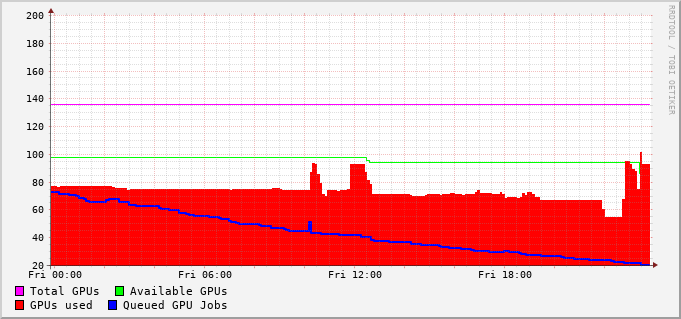 RRDTOOL / TOBI OETIKER
200
180
160
140
120
100
80
60
40
20
Fri 00:00 Fri 06:00 Fri 12:00 Fri 18:00
Total GPUs Available GPUs
GPUs used Queued GPU Jobs